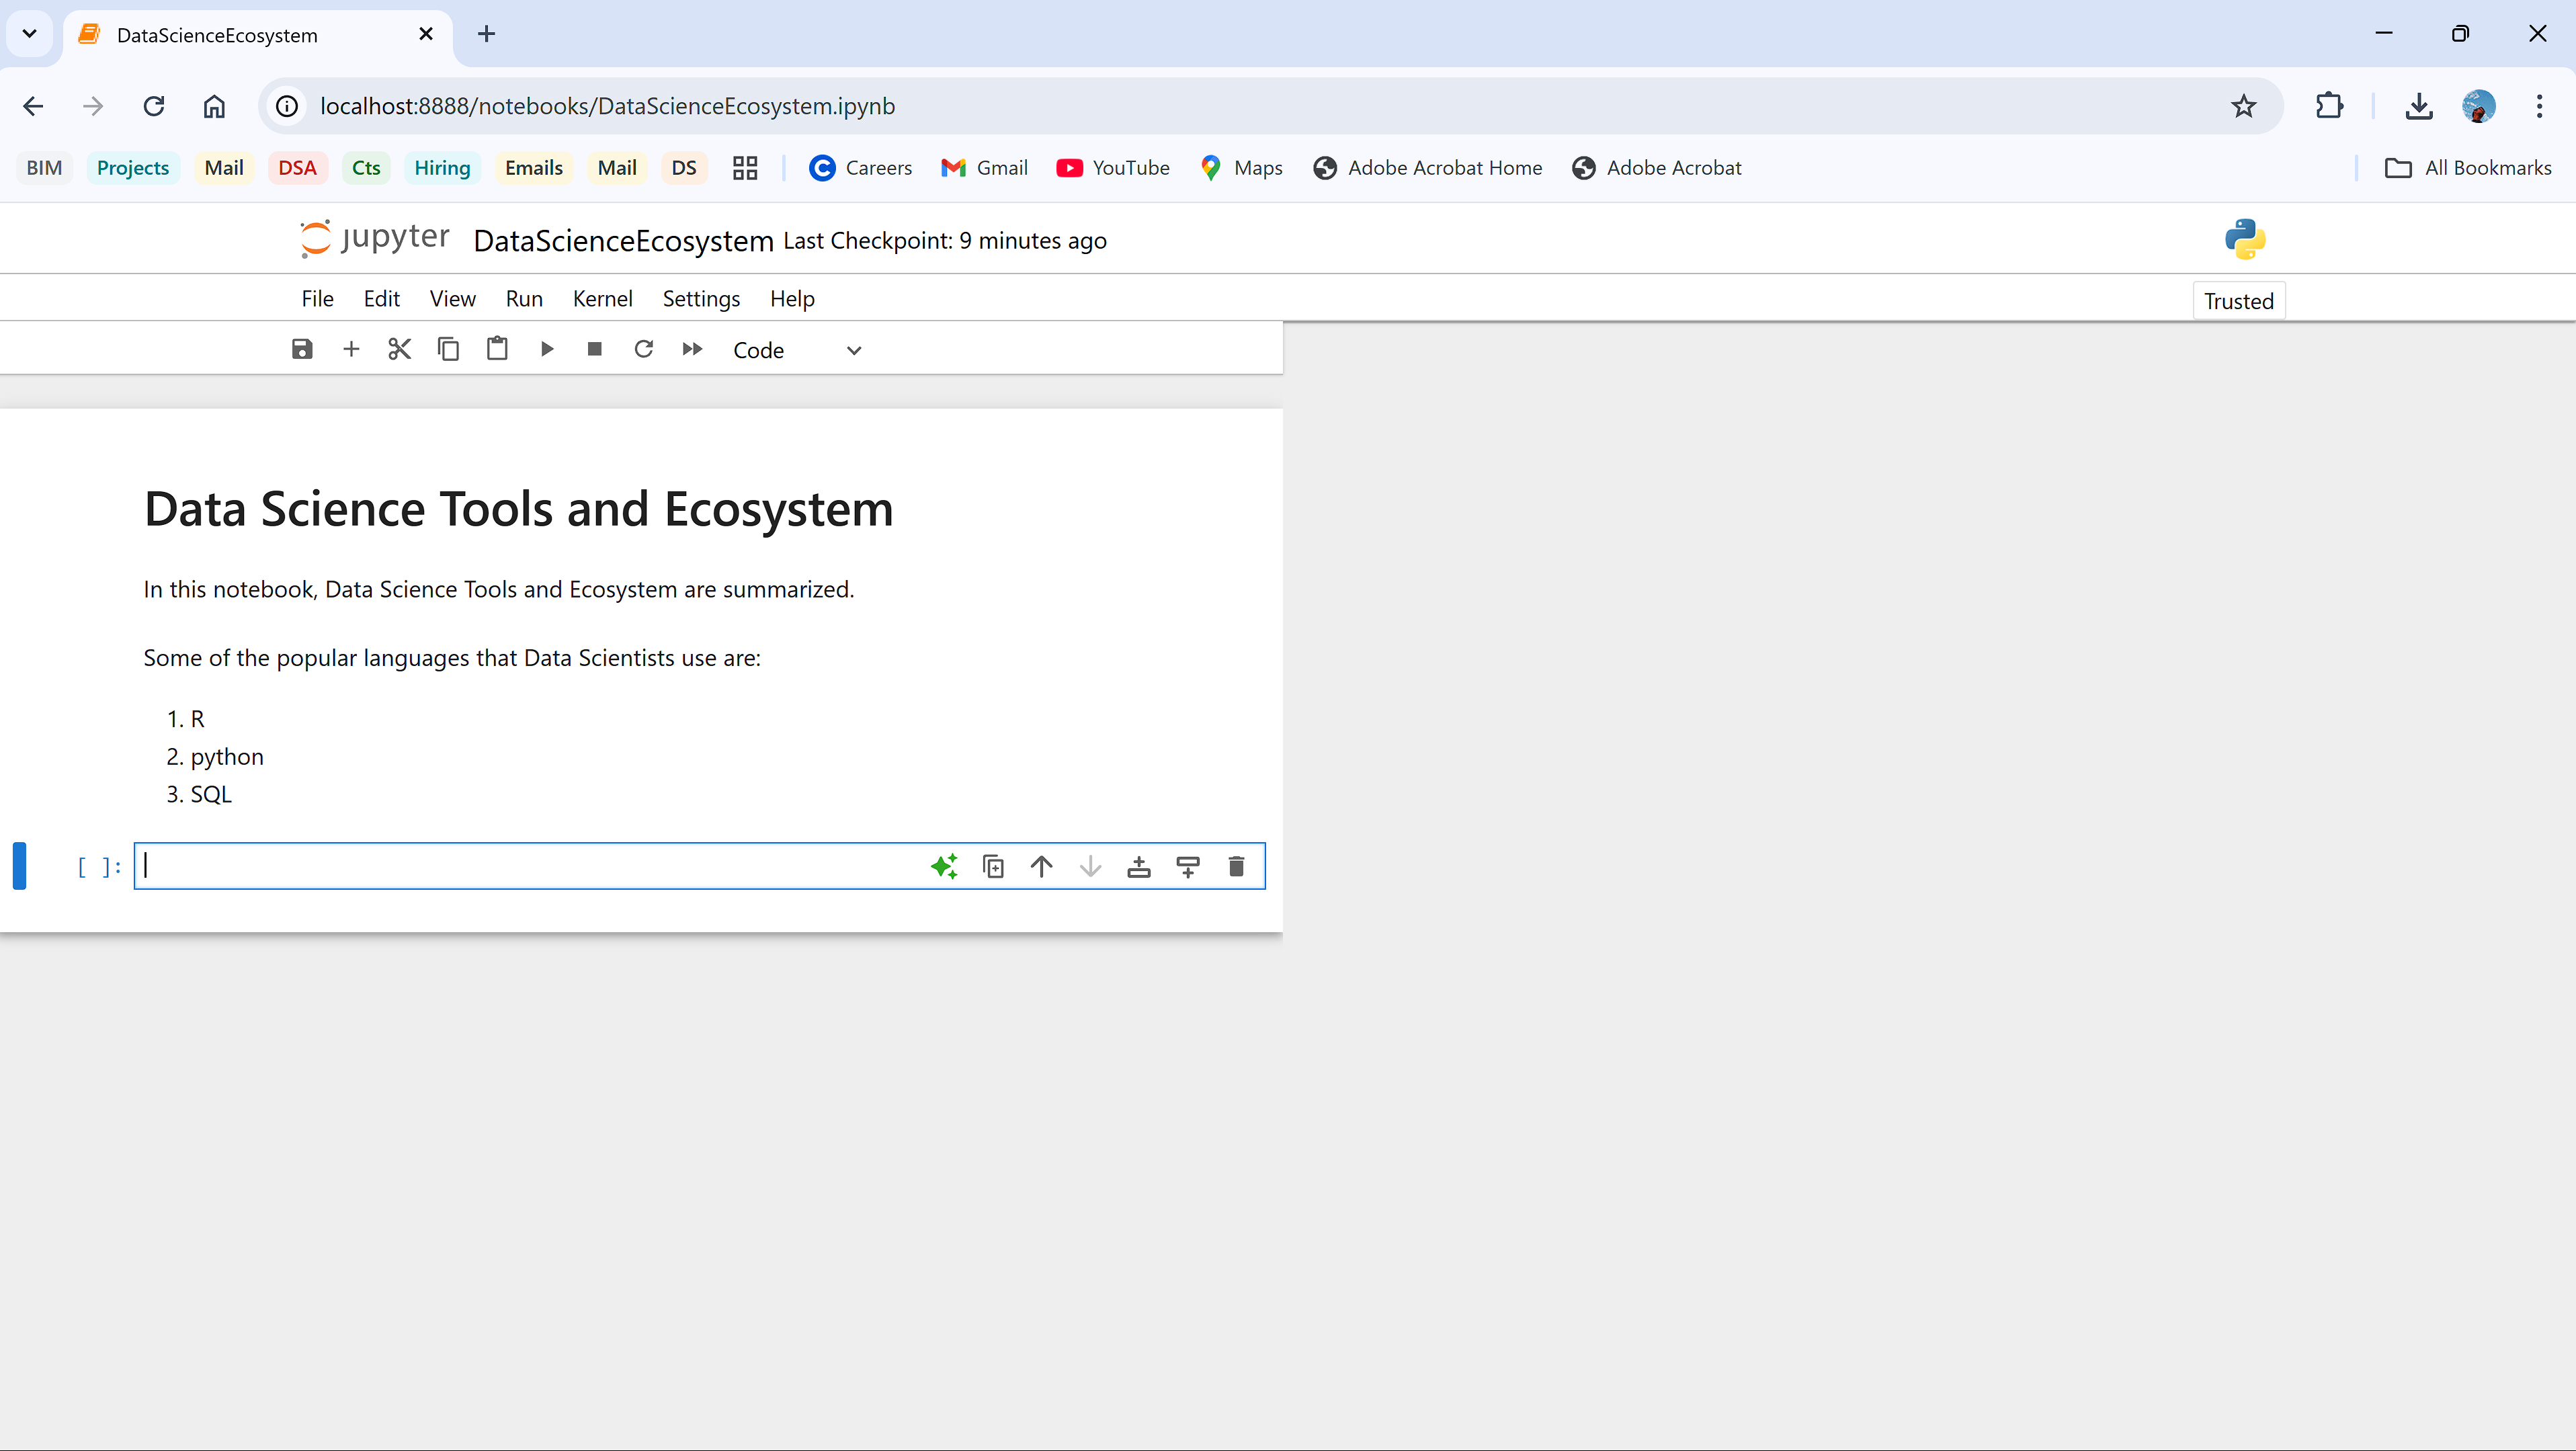 DataScienceEcosystem
localhost:8888/notebooks/DataScienceEcosystem.ipynb
BIM Projects Mail DSA Cts Hiring Emails Mail DS Careers Gmail YouTube Maps Adobe Acrobat Home Adobe Acrobat All Bookmarks
jupyter DataScienceEcosystem Last Checkpoint: 9 minutes ago
File Edit View Run Kernel Settings Help Trusted
Code
Data Science Tools and Ecosystem
In this notebook, Data Science Tools and Ecosystem are summarized.
Some of the popular languages that Data Scientists use are:
1. R
2. python
3. SQL
[ ]: